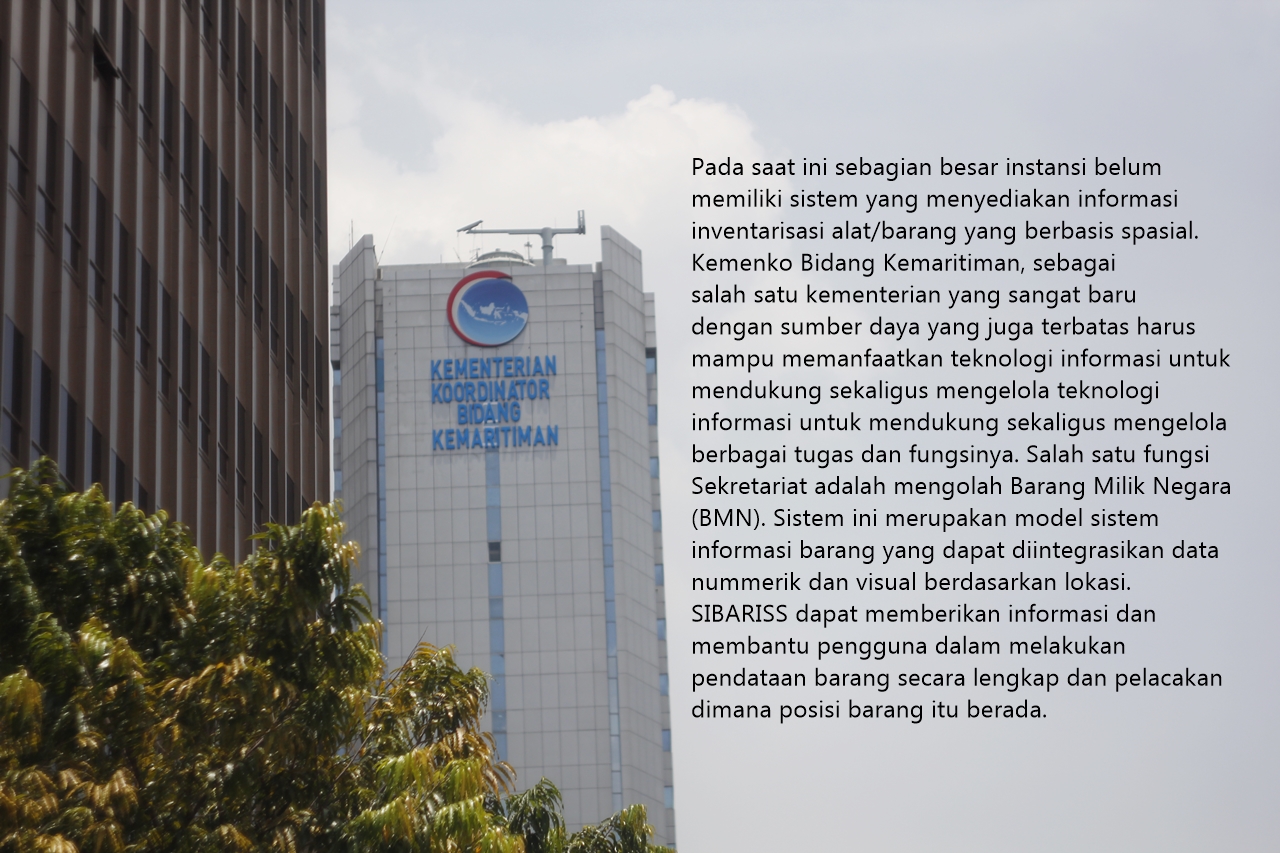 KEMENTERIAN
KOORDINATOR
BIDANG
KEMARITIMAN
Pada saat ini sebagian besar instansi belum
memiliki sistem yang menyediakan informasi
inventarisasi alat/barang yang berbasis spasial.
Kemenko Bidang Kemaritiman, sebagai
salah satu kementerian yang sangat baru
dengan sumber daya yang juga terbatas harus
mampu memanfaatkan teknologi informasi untuk
mendukung sekaligus mengelola teknologi
informasi untuk mendukung sekaligus mengelola
berbagai tugas dan fungsinya. Salah satu fungsi
Sekretariat adalah mengolah Barang Milik Negara
(BMN). Sistem ini merupakan model sistem
informasi barang yang dapat diintegrasikan data
nummerik dan visual berdasarkan lokasi.
SIBARISS dapat memberikan informasi dan
membantu pengguna dalam melakukan
pendataan barang secara lengkap dan pelacakan
dimana posisi barang itu berada.